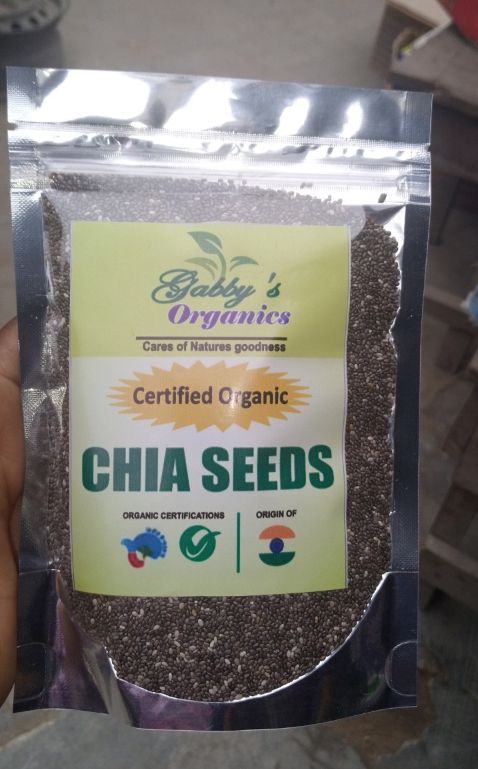 Gabby's
Organics
Cares of Natures goodness
Certified Organic
CHIA SEEDS
ORGANIC CERTIFICATIONS
ORIGIN OF